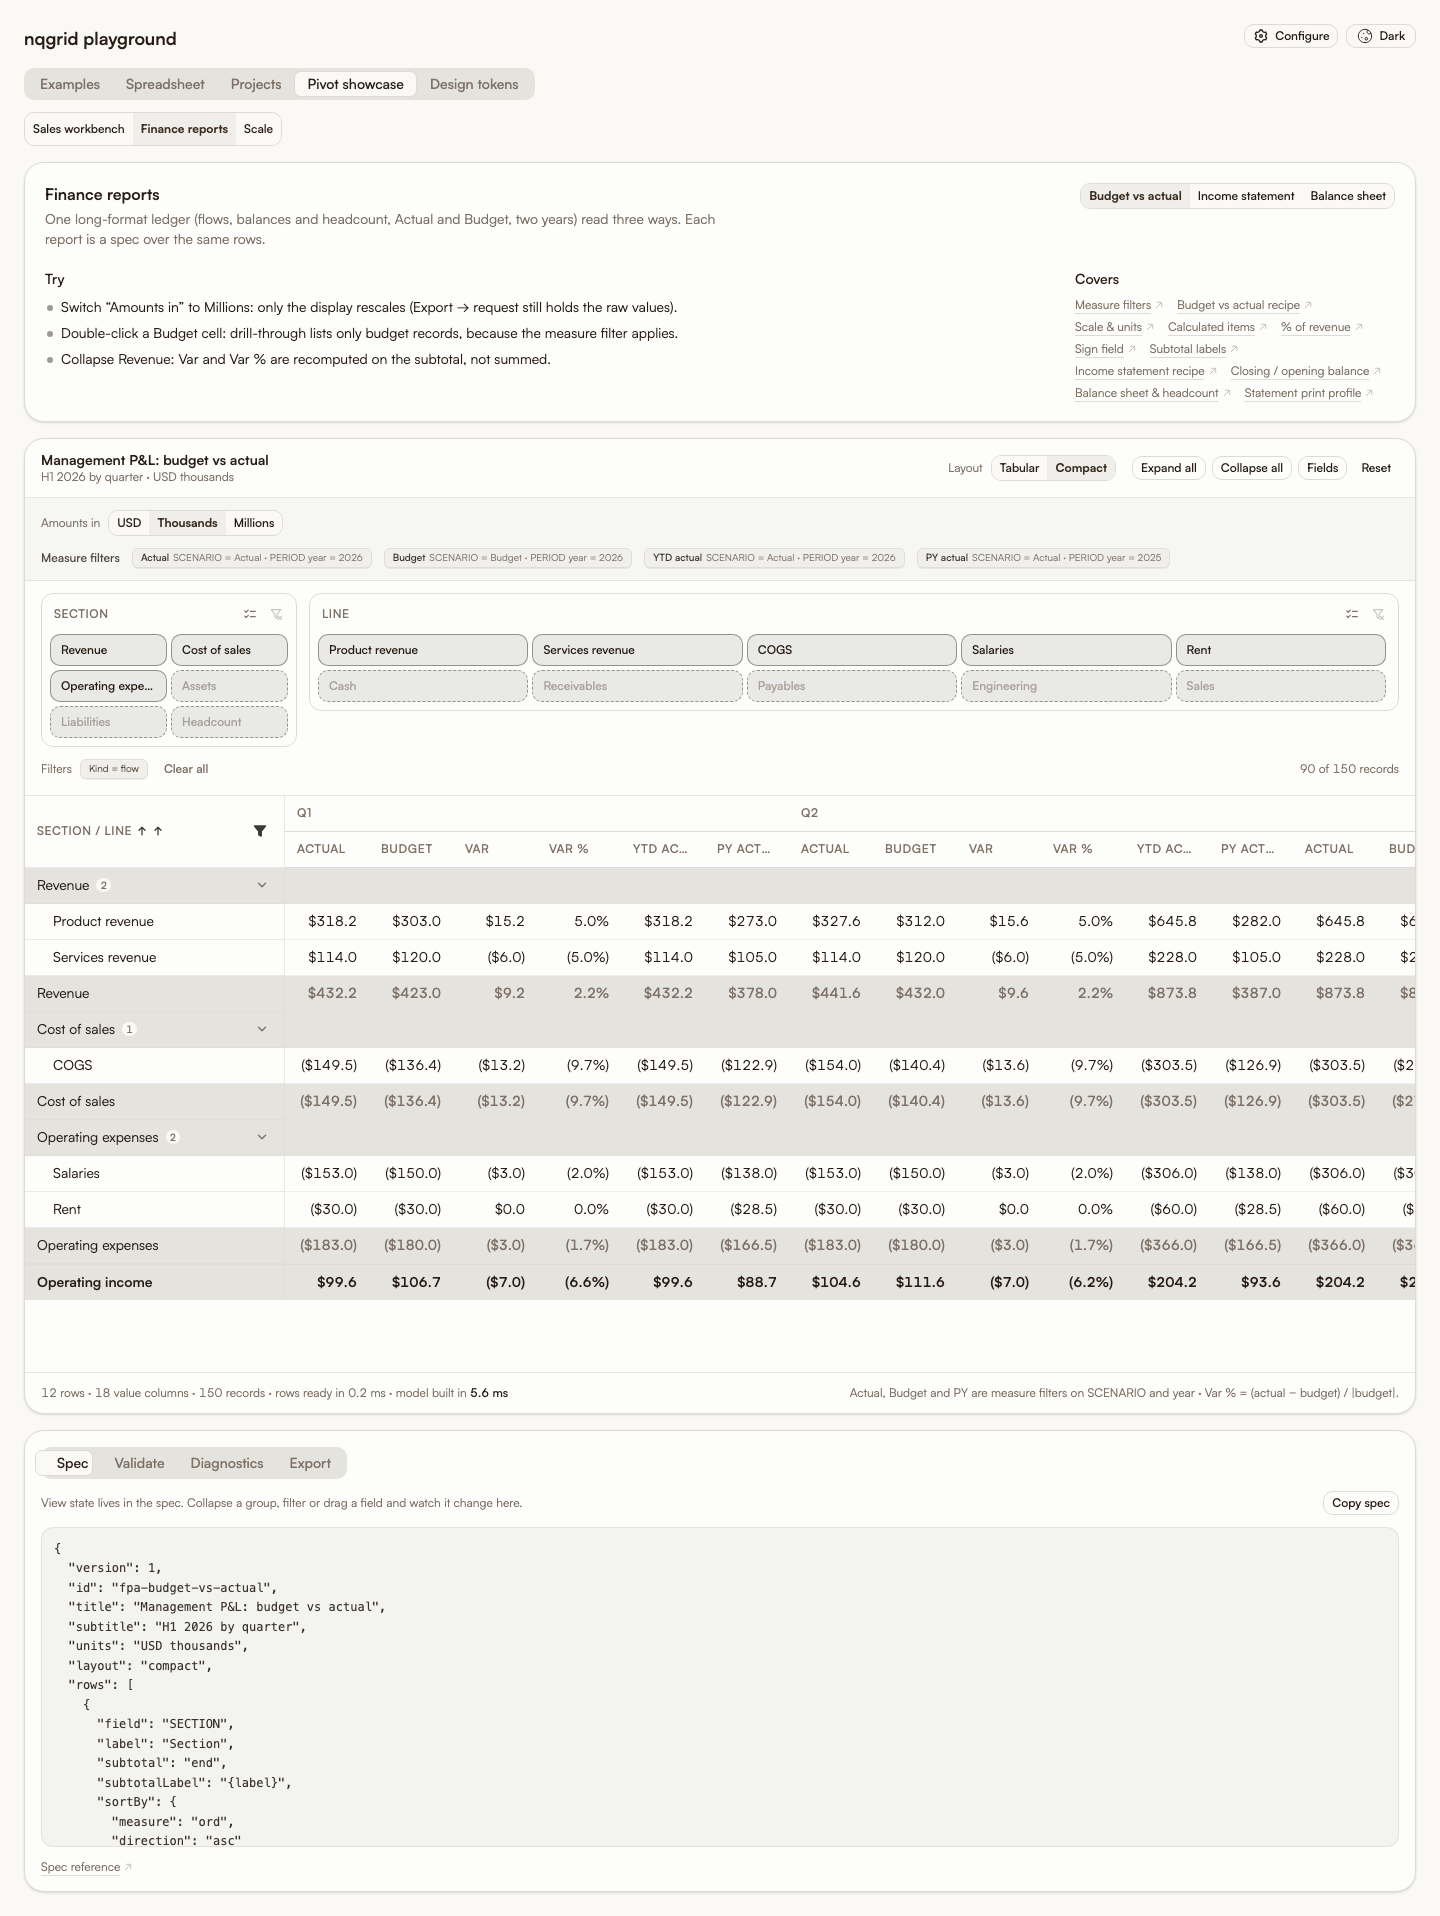 nqgrid playground
Configure
Dark
Examples Spreadsheet Projects Pivot showcase Design tokens
Sales workbench Finance reports Scale
Finance reports
Budget vs actual Income statement Balance sheet
One long-format ledger (flows, balances and headcount, Actual and Budget, two years) read three ways. Each
report is a spec over the same rows.
Try
Switch “Amounts in” to Millions: only the display rescales (Export → request still holds the raw values).
Double-click a Budget cell: drill-through lists only budget records, because the measure filter applies.
Collapse Revenue: Var and Var % are recomputed on the subtotal, not summed.
Covers
Measure filters ↗ Budget vs actual recipe ↗
Scale & units ↗ Calculated items ↗ % of revenue ↗
Sign field ↗ Subtotal labels ↗
Income statement recipe ↗ Closing / opening balance ↗
Balance sheet & headcount ↗ Statement print profile ↗
Management P&L: budget vs actual
H1 2026 by quarter · USD thousands
Layout Tabular Compact Expand all Collapse all Fields Reset
Amounts in USD Thousands Millions
Measure filters Actual SCENARIO = Actual · PERIOD year = 2026 Budget SCENARIO = Budget · PERIOD year = 2026 YTD actual SCENARIO = Actual · PERIOD year = 2026 PY actual SCENARIO = Actual · PERIOD year = 2025
SECTION
Revenue Cost of sales
Operating expe... Assets
Liabilities Headcount
LINE
Product revenue Services revenue COGS Salaries Rent
Cash Receivables Payables Engineering Sales
Filters Kind = flow Clear all
90 of 150 records
SECTION / LINE ↑ ↑
Q1 Q2
ACTUAL BUDGET VAR VAR % YTD AC... PY ACT... ACTUAL BUDGET VAR VAR % YTD AC... PY ACT... ACTUAL BUD
Revenue 2
Product revenue $318.2 $303.0 $15.2 5.0% $318.2 $273.0 $327.6 $312.0 $15.6 5.0% $645.8 $282.0 $645.8 $6
Services revenue $114.0 $120.0 ($6.0) (5.0%) $114.0 $105.0 $114.0 $120.0 ($6.0) (5.0%) $228.0 $105.0 $228.0 $2
Revenue $432.2 $423.0 $9.2 2.2% $432.2 $378.0 $441.6 $432.0 $9.6 2.2% $873.8 $387.0 $873.8 $8
Cost of sales 1
COGS ($149.5) ($136.4) ($13.2) (9.7%) ($149.5) ($122.9) ($154.0) ($140.4) ($13.6) (9.7%) ($303.5) ($126.9) ($303.5) ($2
Cost of sales ($149.5) ($136.4) ($13.2) (9.7%) ($149.5) ($122.9) ($154.0) ($140.4) ($13.6) (9.7%) ($303.5) ($126.9) ($303.5) ($27
Operating expenses 2
Salaries ($153.0) ($150.0) ($3.0) (2.0%) ($153.0) ($138.0) ($153.0) ($150.0) ($3.0) (2.0%) ($306.0) ($138.0) ($306.0) ($30
Rent ($30.0) ($30.0) $0.0 0.0% ($30.0) ($28.5) ($30.0) ($30.0) $0.0 0.0% ($60.0) ($28.5) ($60.0) ($
Operating expenses ($183.0) ($180.0) ($3.0) (1.7%) ($183.0) ($166.5) ($183.0) ($180.0) ($3.0) (1.7%) ($366.0) ($166.5) ($366.0) ($36
Operating income $99.6 $106.7 ($7.0) (6.6%) $99.6 $88.7 $104.6 $111.6 ($7.0) (6.2%) $204.2 $93.6 $204.2 $2
12 rows · 18 value columns · 150 records · rows ready in 0.2 ms · model built in 5.6 ms
Actual, Budget and PY are measure filters on SCENARIO and year · Var % = (actual − budget) / |budget|.
Spec Validate Diagnostics Export
View state lives in the spec. Collapse a group, filter or drag a field and watch it change here.
Copy spec
{
"version": 1,
"id": "fpa-budget-vs-actual",
"title": "Management P&L: budget vs actual",
"subtitle": "H1 2026 by quarter",
"units": "USD thousands",
"layout": "compact",
"rows": [
{
"field": "SECTION",
"label": "Section",
"subtotal": "end",
"subtotalLabel": "{label}",
"sortBy": {
"measure": "ord",
"direction": "asc"
Spec reference ↗